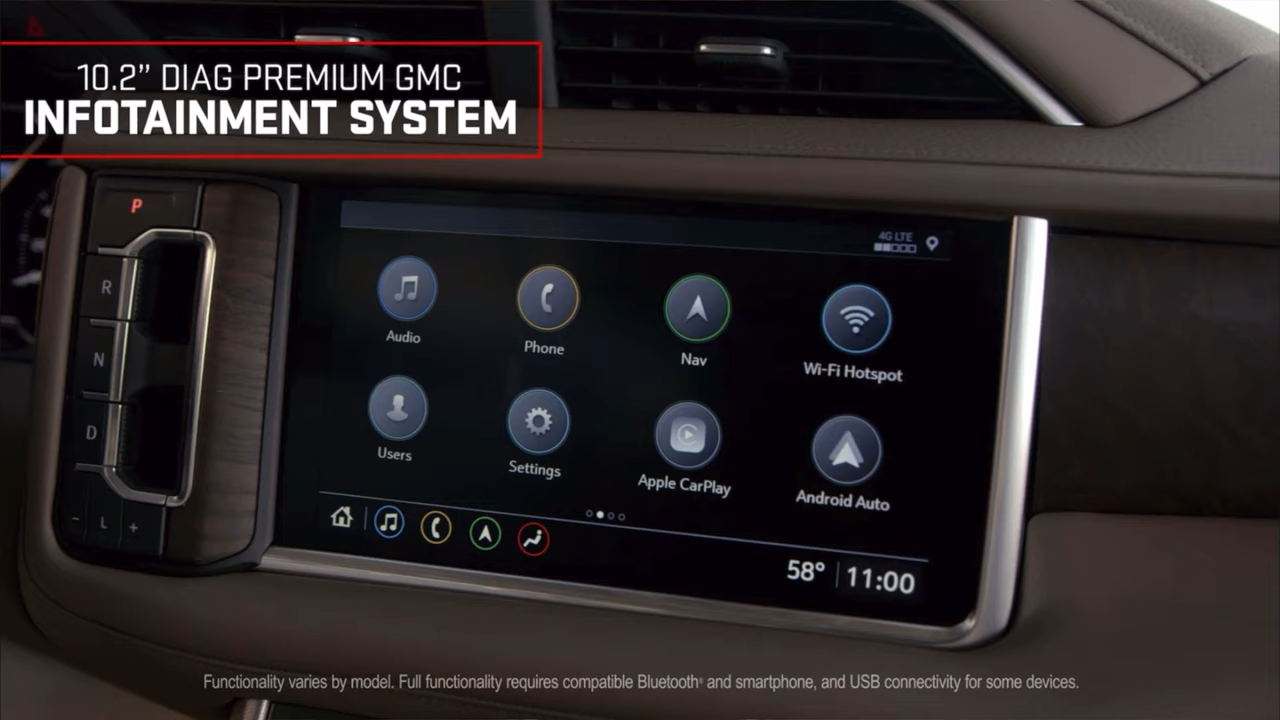 10.2” DIAG PREMIUM GMC
INFOTAINMENT SYSTEM
P
R
N
D
- L +
4G LTE
Audio
Phone
Nav
Wi-Fi Hotspot
Users
Settings
Apple CarPlay
Android Auto
58° 11:00
Functionality varies by model. Full functionality requires compatible Bluetooth® and smartphone, and USB connectivity for some devices.